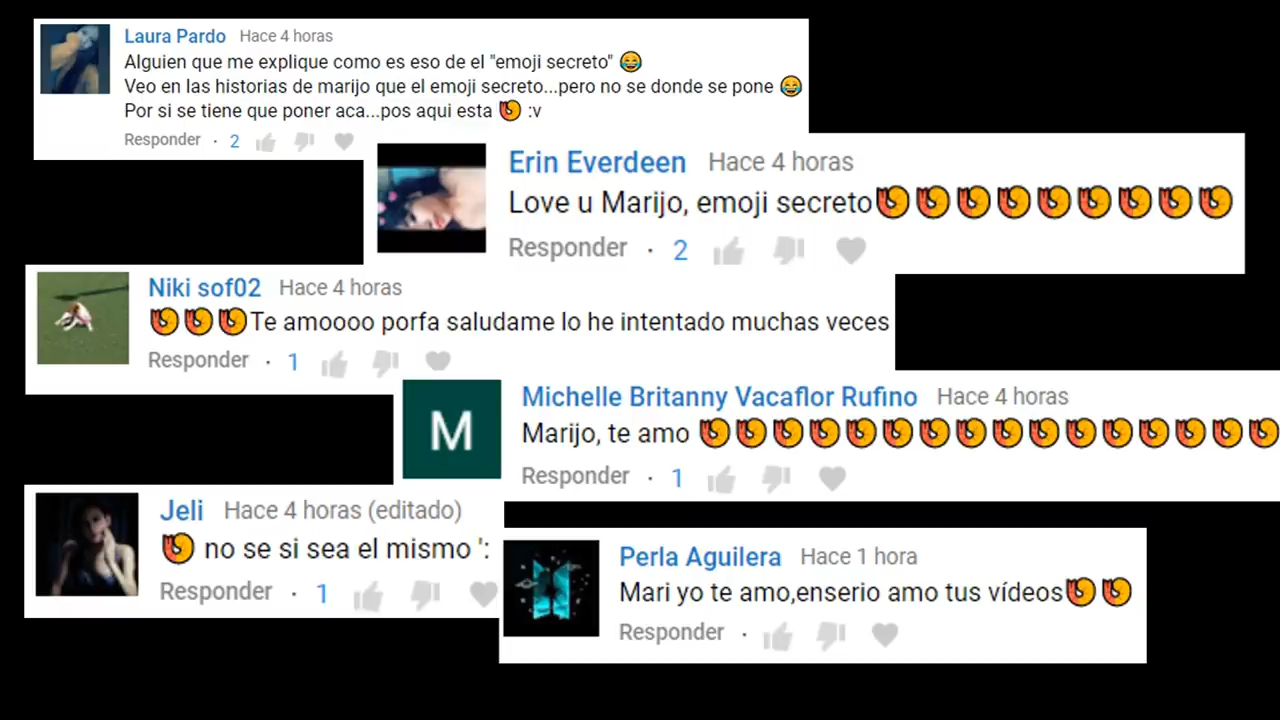 Laura Pardo Hace 4 horas
Alguien que me explique como es eso de el "emoji secreto" 😂
Veo en las historias de marijo que el emoji secreto...pero no se donde se pone 😂
Por si se tiene que poner aca...pos aqui esta 🐚 :v
Responder · 2
Erin Everdeen Hace 4 horas
Love u Marijo, emoji secreto🐚🐚🐚🐚🐚🐚🐚🐚🐚
Responder · 2
Niki sof02 Hace 4 horas
🐚🐚🐚Te amoooo porfa saludame lo he intentado muchas veces
Responder · 1
Michelle Britanny Vacaflor Rufino Hace 4 horas
Marijo, te amo 🐚🐚🐚🐚🐚🐚🐚🐚🐚🐚🐚🐚🐚🐚🐚🐚
Responder · 1
M
Jeli Hace 4 horas (editado)
🐚 no se si sea el mismo ':
Responder · 1
Perla Aguilera Hace 1 hora
Mari yo te amo,enserio amo tus vídeos🐚🐚
Responder ·